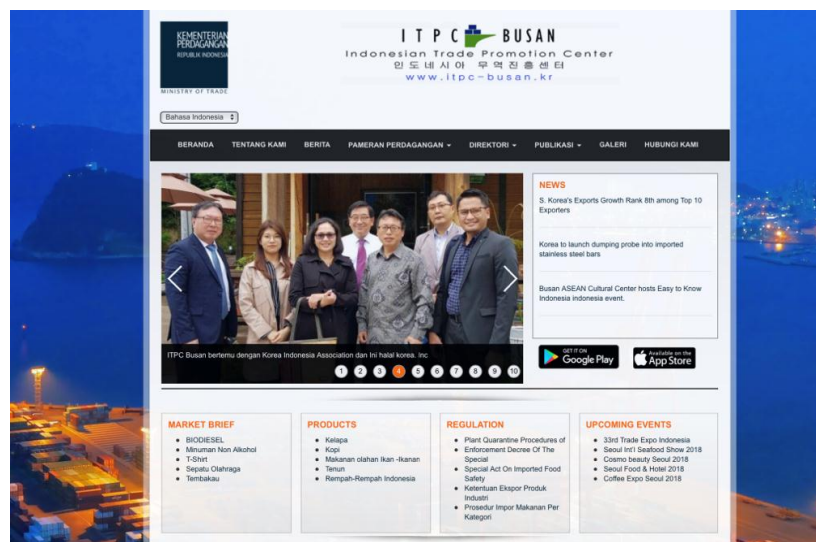 KEMENTERIAN
PERDAGANGAN
REPUBLIK INDONESIA
MINISTRY OF TRADE
ITPC BUSAN
Indonesian Trade Promotion Center
인도네시아 무역진흥센터
www.itpc-busan.kr
Bahasa Indonesia
BERANDA TENTANG KAMI BERITA PAMERAN PERDAGANGAN DIREKTORI PUBLIKASI GALERI HUBUNGI KAMI
NEWS
S. Korea's Exports Growth Rank 8th among Top 10
Exporters
Korea to launch dumping probe into imported
stainless steel bars
Busan ASEAN Cultural Center hosts Easy to Know
Indonesia indonesia event.
ITPC Busan bertemu dengan Korea Indonesia Association dan Ini halal korea. inc
1 2 3 4 5 6 7 8 9 10
GET IT ON
Google Play
Available on the
App Store
MARKET BRIEF
BIODIESEL
Minuman Non Alkohol
T-Shirt
Sepatu Olahraga
Tembakau
PRODUCTS
Kelapa
Kopi
Makanan olahan Ikan -Ikanan
Tenun
Rempah-Rempah Indonesia
REGULATION
Plant Quarantine Procedures of
Enforcement Decree Of The
Special
Special Act On Imported Food
Safety
Ketentuan Ekspor Produk
Industri
Prosedur Impor Makanan Per
Kategori
UPCOMING EVENTS
33rd Trade Expo Indonesia
Seoul Int'l Seafood Show 2018
Cosmo beauty Seoul 2018
Seoul Food & Hotel 2018
Coffee Expo Seoul 2018